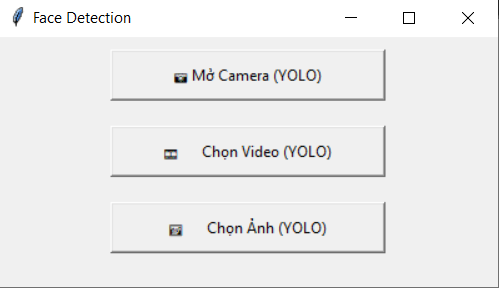 Face Detection
Mở Camera (YOLO)
Chọn Video (YOLO)
Chọn Ảnh (YOLO)